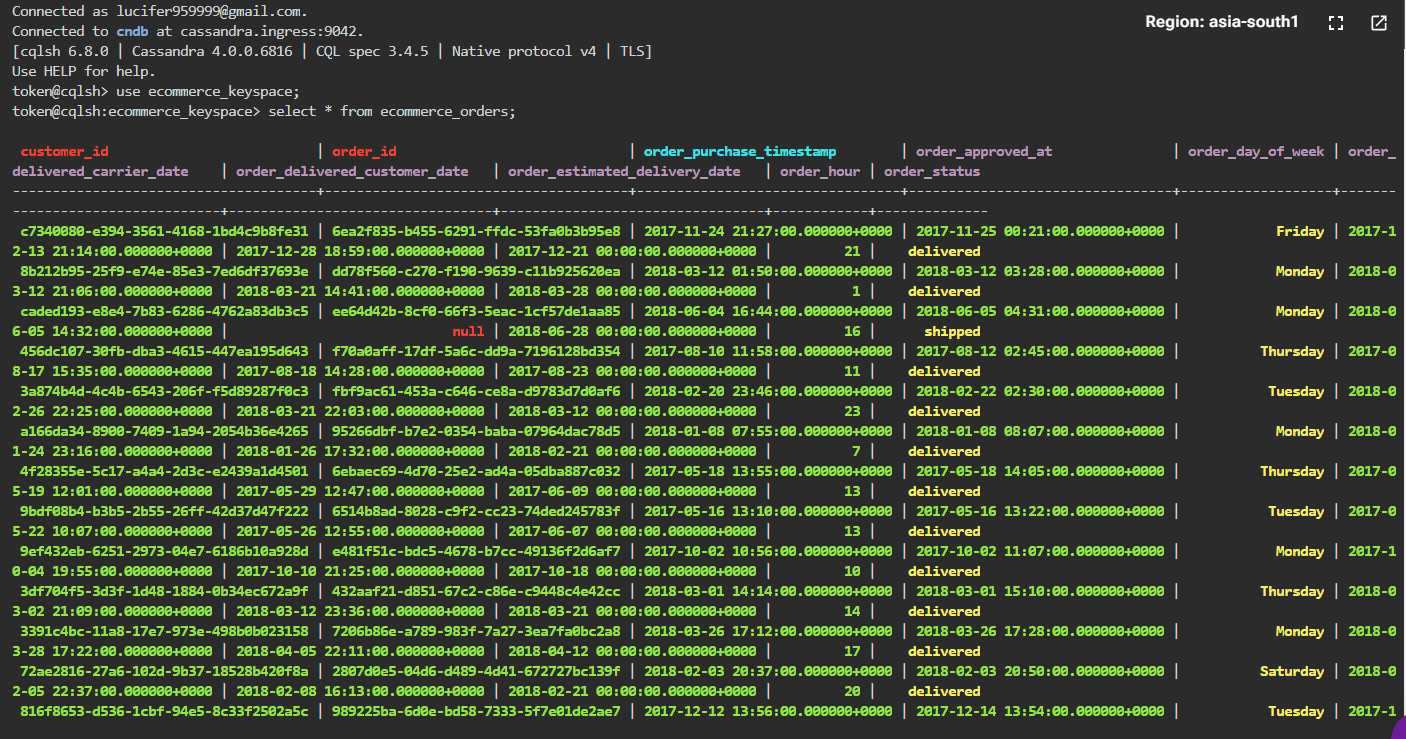 Connected as lucifer959999@gmail.com.
Region: asia-south1
Connected to cndb at cassandra.ingress:9042.
[cqlsh 6.8.0 | Cassandra 4.0.0.6816 | CQL spec 3.4.5 | Native protocol v4 | TLS]
Use HELP for help.
token@cqlsh> use ecommerce_keyspace;
token@cqlsh:ecommerce_keyspace> select * from ecommerce_orders;
customer_id | order_id | order_purchase_timestamp | order_approved_at | order_day_of_week | order_
delivered_carrier_date | order_delivered_customer_date | order_estimated_delivery_date | order_hour | order_status
--------------------------------------+--------------------------------------+---------------------------------+---------------------------------+-------------------+-------
--------------------------+---------------------------------+---------------------------------+------------+--------------
c7340080-e394-3561-4168-1bd4c9b8fe31 | 6ea2f835-b455-6291-ffdc-53fa0b3b95e8 | 2017-11-24 21:27:00.000000+0000 | 2017-11-25 00:21:00.000000+0000 | Friday | 2017-1
2-13 21:14:00.000000+0000 | 2017-12-28 18:59:00.000000+0000 | 2017-12-21 00:00:00.000000+0000 | 21 | delivered
8b212b95-25f9-e74e-85e3-7ed6df37693e | dd78f560-c270-f190-9639-c11b925620ea | 2018-03-12 01:50:00.000000+0000 | 2018-03-12 03:28:00.000000+0000 | Monday | 2018-0
3-12 21:06:00.000000+0000 | 2018-03-21 14:41:00.000000+0000 | 2018-03-28 00:00:00.000000+0000 | 1 | delivered
caded193-e8e4-7b83-6286-4762a83db3c5 | ee64d42b-8cf0-66f3-5eac-1cf57de1aa85 | 2018-06-04 16:44:00.000000+0000 | 2018-06-05 04:31:00.000000+0000 | Monday | 2018-0
6-05 14:32:00.000000+0000 | null | 2018-06-28 00:00:00.000000+0000 | 16 | shipped
456dc107-30fb-dba3-4615-447ea195d643 | f70a0aff-17df-5a6c-dd9a-7196128bd354 | 2017-08-10 11:58:00.000000+0000 | 2017-08-12 02:45:00.000000+0000 | Thursday | 2017-0
8-17 15:35:00.000000+0000 | 2017-08-18 14:28:00.000000+0000 | 2017-08-23 00:00:00.000000+0000 | 11 | delivered
3a874b4d-4c4b-6543-206f-f5d89287f0c3 | fbf9ac61-453a-c646-ce8a-d9783d7d0af6 | 2018-02-20 23:46:00.000000+0000 | 2018-02-22 02:30:00.000000+0000 | Tuesday | 2018-0
2-26 22:25:00.000000+0000 | 2018-03-21 22:03:00.000000+0000 | 2018-03-12 00:00:00.000000+0000 | 23 | delivered
a166da34-8900-7409-1a94-2054b36e4265 | 95266dbf-b7e2-0354-baba-07964dac78d5 | 2018-01-08 07:55:00.000000+0000 | 2018-01-08 08:07:00.000000+0000 | Monday | 2018-0
1-24 23:16:00.000000+0000 | 2018-01-26 17:32:00.000000+0000 | 2018-02-21 00:00:00.000000+0000 | 7 | delivered
4f28355e-5c17-a4a4-2d3c-e2439a1d4501 | 6ebaec69-4d70-25e2-ad4a-05dba887c032 | 2017-05-18 13:55:00.000000+0000 | 2017-05-18 14:05:00.000000+0000 | Thursday | 2017-0
5-19 12:01:00.000000+0000 | 2017-05-29 12:47:00.000000+0000 | 2017-06-09 00:00:00.000000+0000 | 13 | delivered
9bdf08b4-b3b5-2b55-26ff-42d37d47f222 | 6514b8ad-8028-c9f2-cc23-74ded245783f | 2017-05-16 13:10:00.000000+0000 | 2017-05-16 13:22:00.000000+0000 | Tuesday | 2017-0
5-22 10:07:00.000000+0000 | 2017-05-26 12:55:00.000000+0000 | 2017-06-07 00:00:00.000000+0000 | 13 | delivered
9ef432eb-6251-2973-04e7-6186b10a928d | e481f51c-bdc5-4678-b7cc-49136f2d6af7 | 2017-10-02 10:56:00.000000+0000 | 2017-10-02 11:07:00.000000+0000 | Monday | 2017-1
0-04 19:55:00.000000+0000 | 2017-10-10 21:25:00.000000+0000 | 2017-10-18 00:00:00.000000+0000 | 10 | delivered
3df704f5-3d3f-1d48-1884-0b34ec672a9f | 432aaf21-d851-67c2-c86e-c9448c4e42cc | 2018-03-01 14:14:00.000000+0000 | 2018-03-01 15:10:00.000000+0000 | Thursday | 2018-0
3-02 21:09:00.000000+0000 | 2018-03-12 23:36:00.000000+0000 | 2018-03-21 00:00:00.000000+0000 | 14 | delivered
3391c4bc-11a8-17e7-973e-498b0b023158 | 7206b86e-a789-983f-7a27-3ea7fa0bc2a8 | 2018-03-26 17:12:00.000000+0000 | 2018-03-26 17:28:00.000000+0000 | Monday | 2018-0
3-28 17:22:00.000000+0000 | 2018-04-05 22:11:00.000000+0000 | 2018-04-12 00:00:00.000000+0000 | 17 | delivered
72ae2816-27a6-102d-9b37-18528b420f8a | 2807d0e5-04d6-d489-4d41-672727bc139f | 2018-02-03 20:37:00.000000+0000 | 2018-02-03 20:50:00.000000+0000 | Saturday | 2018-0
2-05 22:37:00.000000+0000 | 2018-02-08 16:13:00.000000+0000 | 2018-02-21 00:00:00.000000+0000 | 20 | delivered
816f8653-d536-1cbf-94e5-8c33f2502a5c | 989225ba-6d0e-bd58-7333-5f7e01de2ae7 | 2017-12-12 13:56:00.000000+0000 | 2017-12-14 13:54:00.000000+0000 | Tuesday | 2017-1